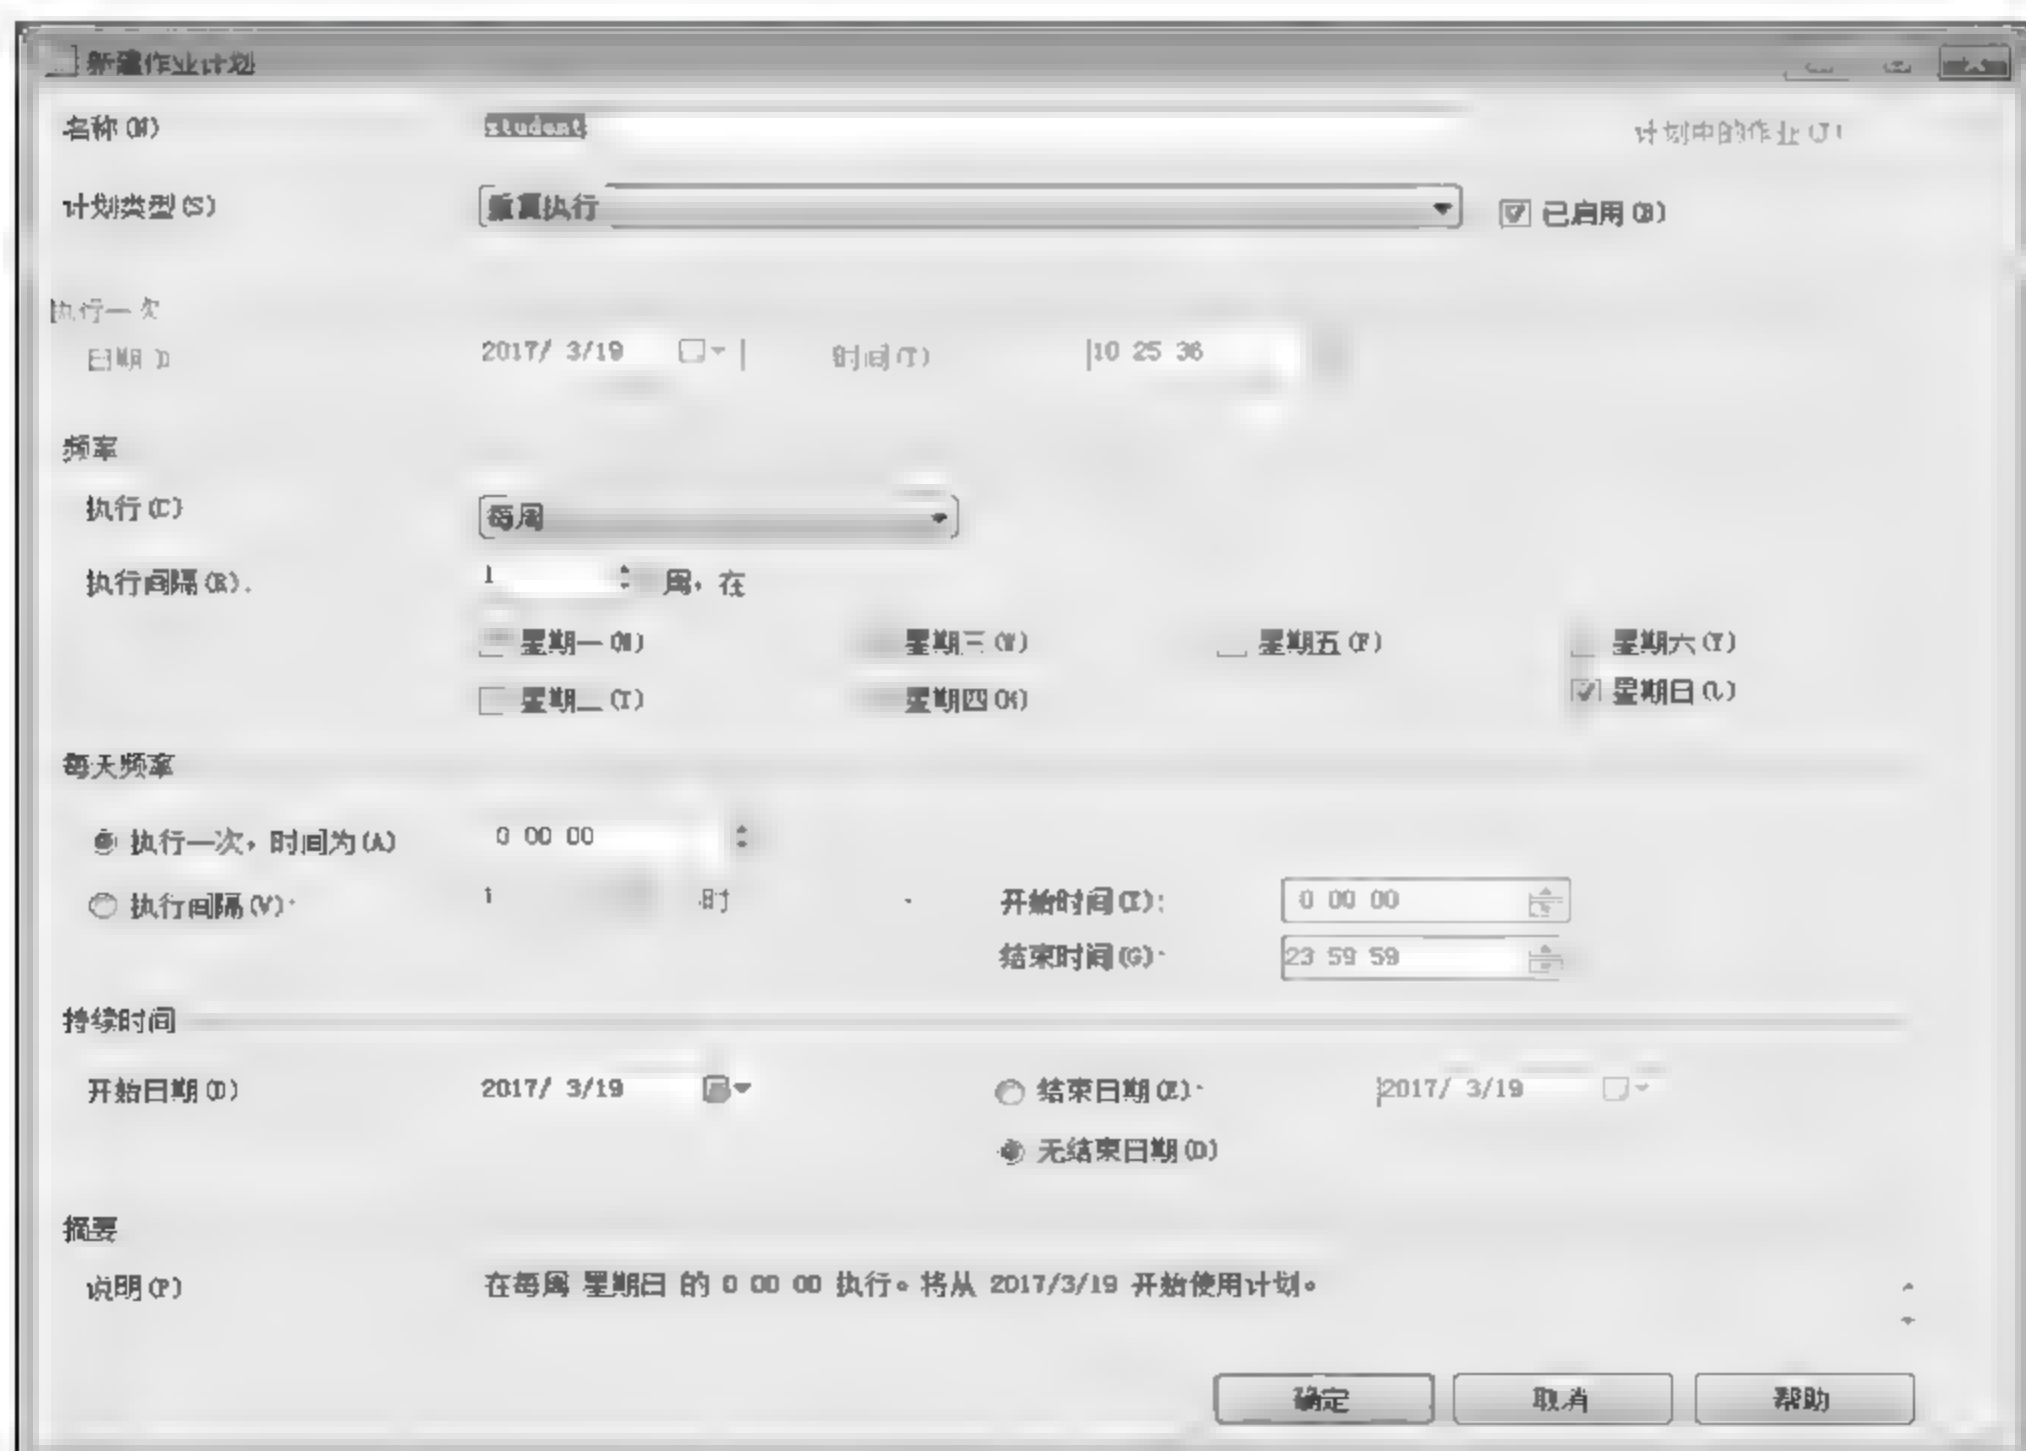 新建作业计划
名称(N) student 计划中的作业(J)
计划类型(S) 重复执行 已启用(B)
执行一次
日期 D 2017/ 3/19 时间(T) 10 25 36
频率
执行(C) 每周
执行间隔(R). 1 周，在
星期一(M) 星期三(W) 星期五(F) 星期六(Y)
星期二(T) 星期四(H) 星期日(L)
每天频率
执行一次，时间为(A) 0 00 00
执行间隔(V): 1 时 开始时间(I): 0 00 00
结束时间(G): 23 59 59
持续时间
开始日期(D) 2017/ 3/19 结束日期(E): 2017/ 3/19
无结束日期(O)
摘要
说明(P) 在每周 星期日 的 0 00 00 执行。将从 2017/3/19 开始使用计划。
确定 取消 帮助